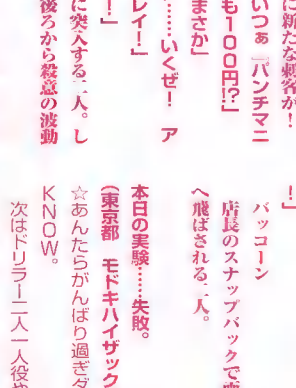 に新たな刺客が！
いつぁ『パンチマニ
も100円!?」
まさか」
……いくぜ！　ア
レイ！」
！」
に突入する二人。し
後ろから殺意の波動
！」
バッコーン
店長のスナップバックで
へ飛ばされる二人。
本日の実験……失敗。
（東京都　モドキハイザック
☆あんたらがんばり過ぎダ
KNOW。
次はドリラー二人一人役や